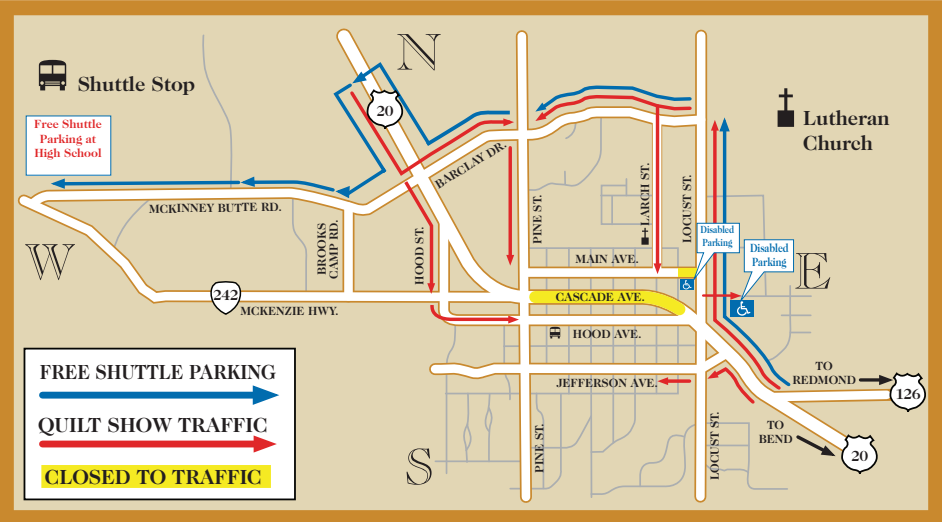 N
Shuttle Stop
20
Free Shuttle
Parking at
High School
Lutheran
Church
BARCLAY DR.
MCKINNEY BUTTE RD.
PINE ST.
LARCH ST.
LOCUST ST.
W
BROOKS
CAMP RD.
HOOD ST.
Disabled
Parking
Disabled
Parking
E
MAIN AVE.
242
MCKENZIE HWY.
CASCADE AVE.
HOOD AVE.
FREE SHUTTLE PARKING
QUILT SHOW TRAFFIC
CLOSED TO TRAFFIC
JEFFERSON AVE.
TO
REDMOND
126
S
PINE ST.
LOCUST ST.
TO
BEND
20